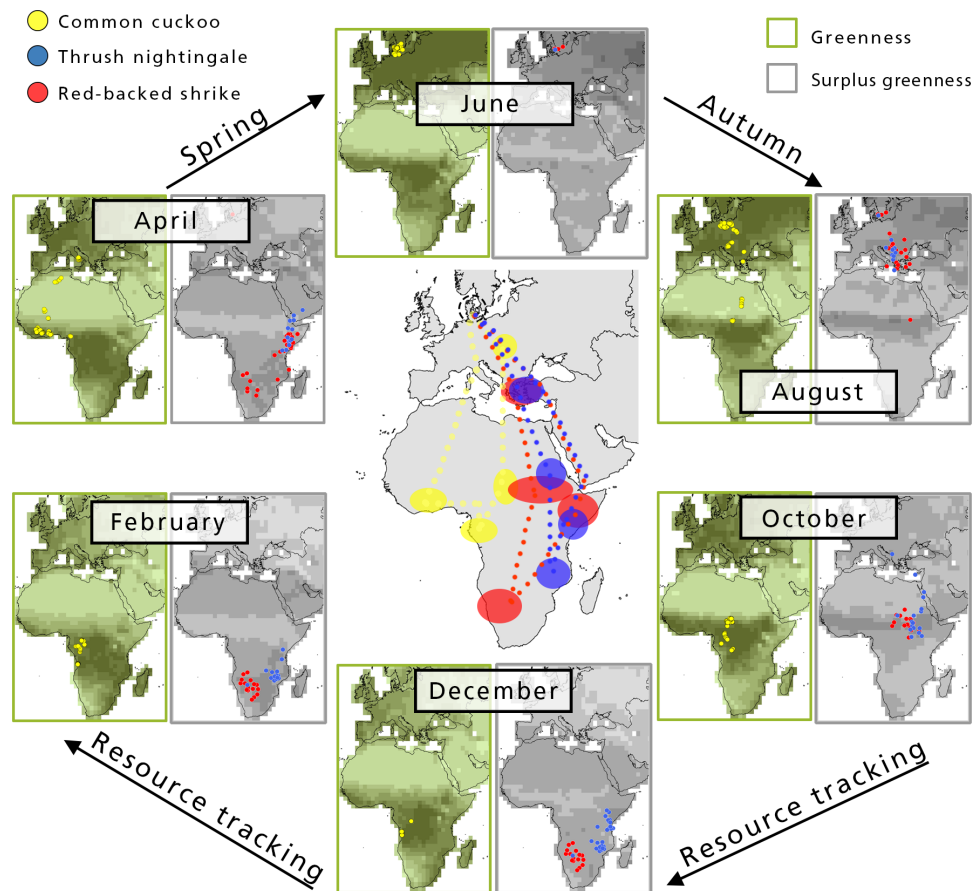 Common cuckoo
Thrush nightingale
Red-backed shrike
Greenness
Surplus greenness
Spring
June
Autumn
April
August
February
October
December
Resource tracking
Resource tracking